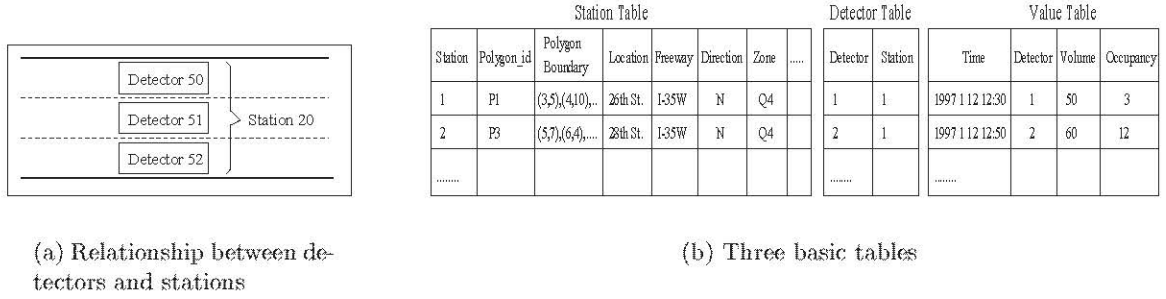 Detector 50
Detector 51
Detector 52
Station 20
(a) Relationship between de-
tectors and stations
Station Table
Station Polygon_id Polygon Boundary Location Freeway Direction Zone .....
1 P1 (3,5),(4,10),.. 26th St. I-35W N Q4
2 P3 (5,7),(6,4),.... 28th St. I-35W N Q4
........
Detector Table
Detector Station
1 1
2 1
........
Value Table
Time Detector Volume Occupancy
1997 1 12 12:30 1 50 3
1997 1 12 12:50 2 60 12
........
(b) Three basic tables